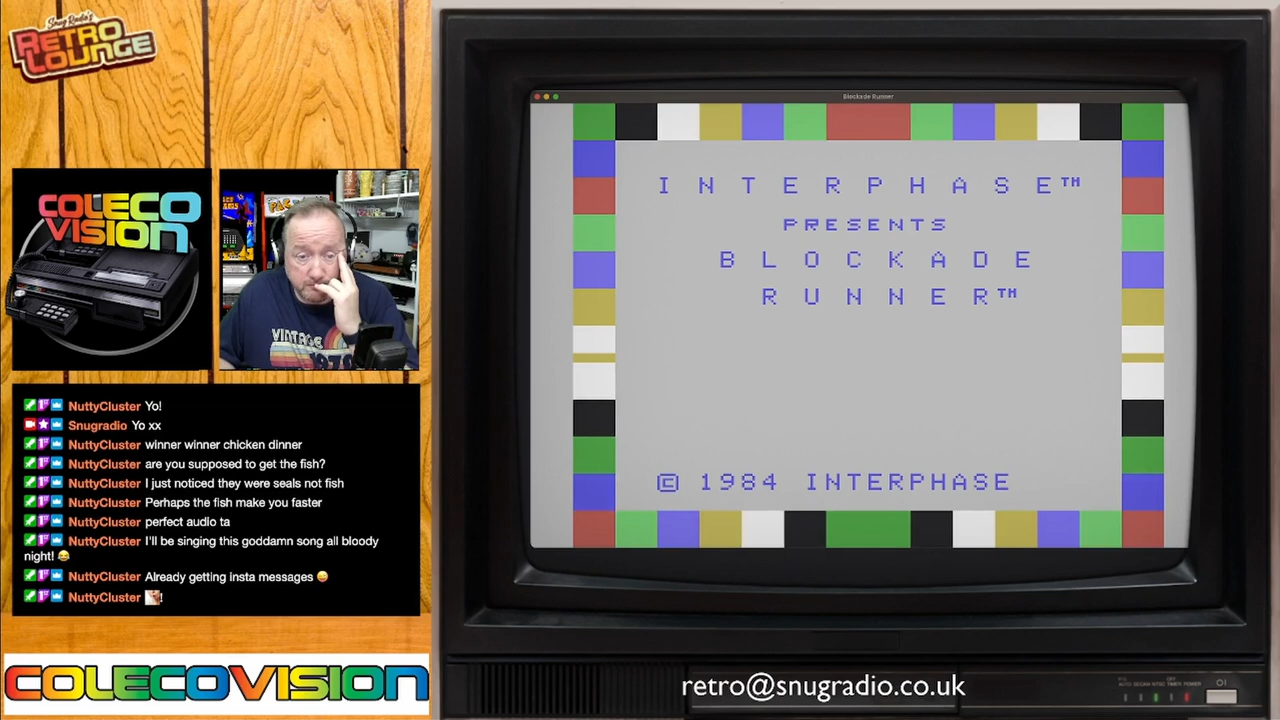 Snug Radio's
RETRO
LOUNGE
COLECO
VISION
PAC
VINTAGE
NuttyCluster Yo!
Snugradio Yo xx
NuttyCluster winner winner chicken dinner
NuttyCluster are you supposed to get the fish?
NuttyCluster I just noticed they were seals not fish
NuttyCluster Perhaps the fish make you faster
NuttyCluster perfect audio ta
NuttyCluster I'll be singing this goddamn song all bloody
night! 😂
NuttyCluster Already getting insta messages 😄
NuttyCluster !
COLECOVISION
Blockade Runner
INTERPHASE™
PRESENTS
BLOCKADE
RUNNER™
© 1984 INTERPHASE
retro@snugradio.co.uk